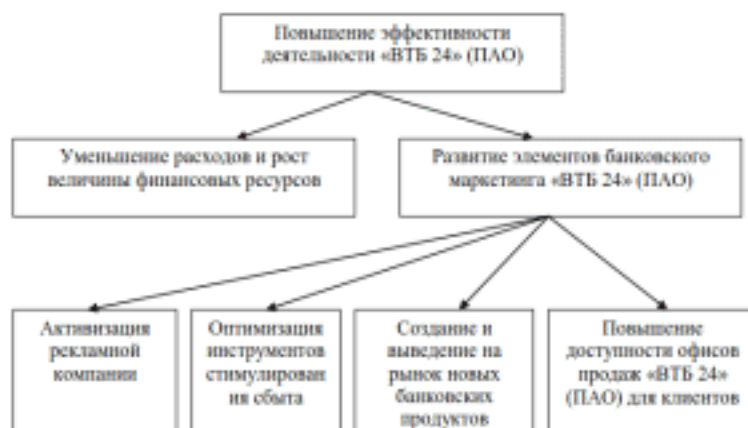 Повышение эффективности
деятельности «ВТБ 24» (ПАО)
Уменьшение расходов и рост
величины финансовых ресурсов
Развитие элементов банковского
маркетинга «ВТБ 24» (ПАО)
Активизация
рекламной
компании
Оптимизация
инструментов
стимулирован
ия сбыта
Создание и
выведение на
рынок новых
банковских
продуктов
Повышение
доступности офисов
продаж «ВТБ 24»
(ПАО) для клиентов